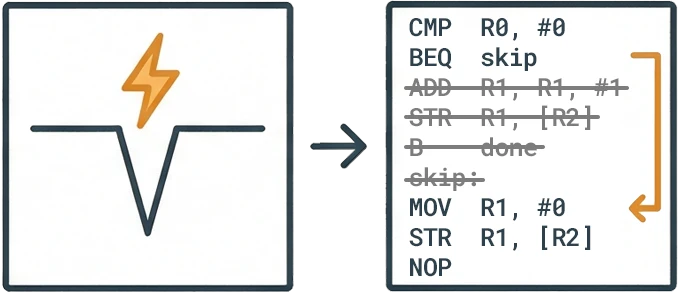 CMP R0, #0
BEQ skip
ADD R1, R1, #1
STR R1, [R2]
B done
skip:
MOV R1, #0
STR R1, [R2]
NOP